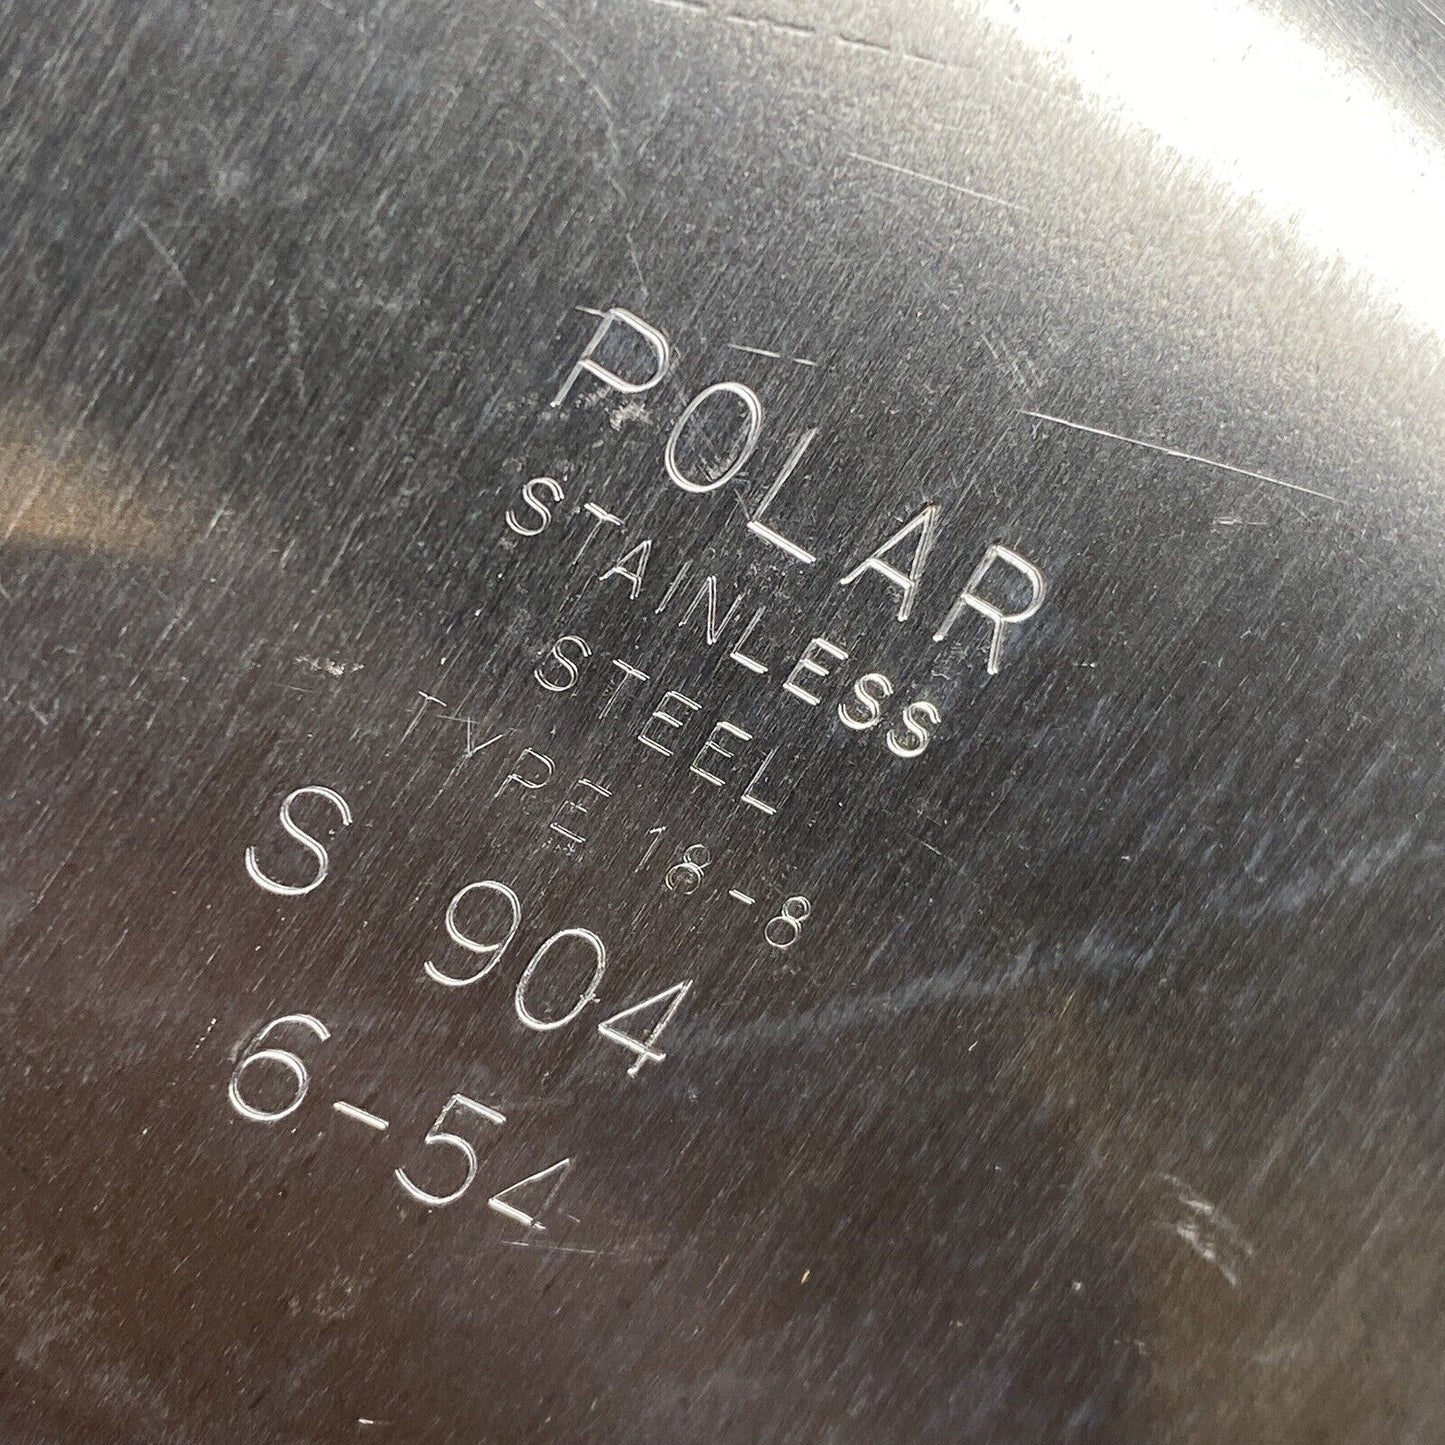 POLAR
STAINLESS
STEEL
TYPE 18-8
S 904
6-54